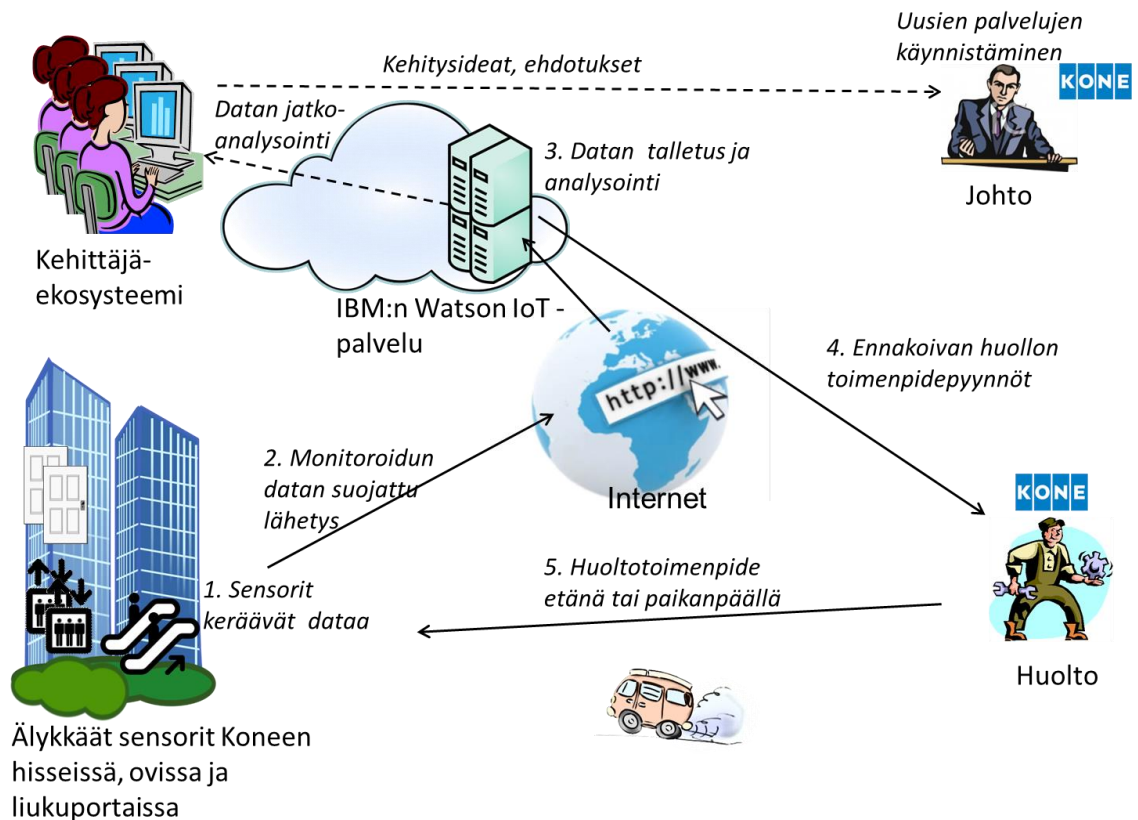 Uusien palvelujen
käynnistäminen
KONE
Johto
Kehitysideat, ehdotukset
Datan jatko-
analysointi
3. Datan talletus ja
analysointi
Kehittäjä-
ekosysteemi
IBM:n Watson IoT -
palvelu
http://www.
Internet
4. Ennakoivan huollon
toimenpidepyynnöt
2. Monitoroidun
datan suojattu
lähetys
1. Sensorit
keräävät dataa
5. Huoltotoimenpide
etänä tai paikanpäällä
KONE
Huolto
Älykkäät sensorit Koneen
hisseissä, ovissa ja
liukuportaissa